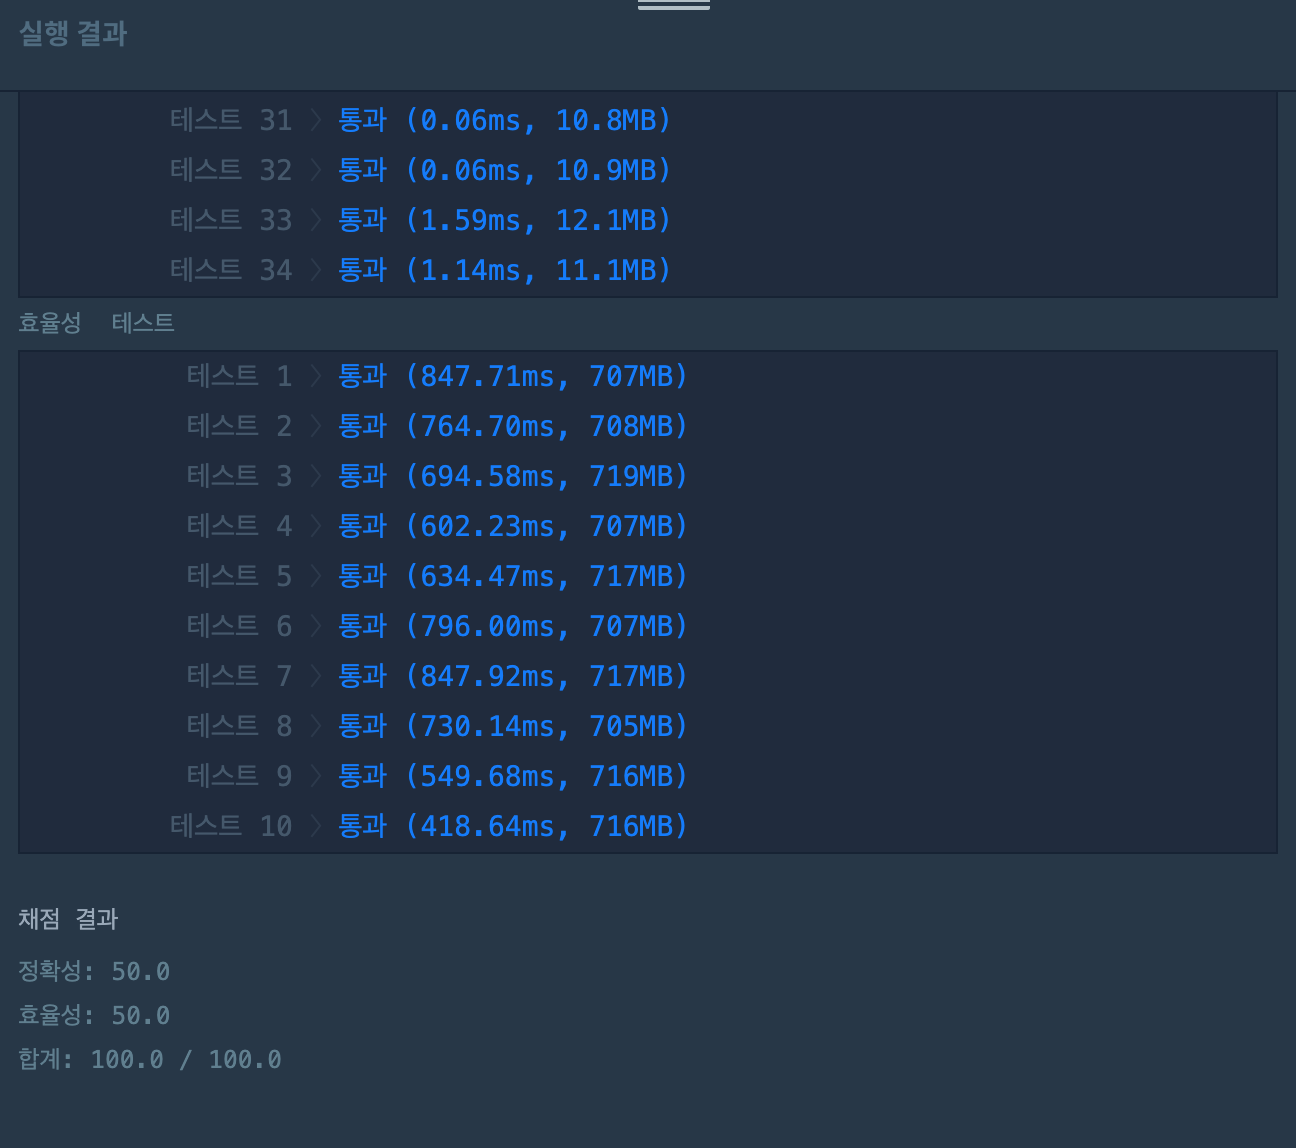 실행 결과
테스트 31 〉 통과 (0.06ms, 10.8MB)
테스트 32 〉 통과 (0.06ms, 10.9MB)
테스트 33 〉 통과 (1.59ms, 12.1MB)
테스트 34 〉 통과 (1.14ms, 11.1MB)
효율성 테스트
테스트 1 〉 통과 (847.71ms, 707MB)
테스트 2 〉 통과 (764.70ms, 708MB)
테스트 3 〉 통과 (694.58ms, 719MB)
테스트 4 〉 통과 (602.23ms, 707MB)
테스트 5 〉 통과 (634.47ms, 717MB)
테스트 6 〉 통과 (796.00ms, 707MB)
테스트 7 〉 통과 (847.92ms, 717MB)
테스트 8 〉 통과 (730.14ms, 705MB)
테스트 9 〉 통과 (549.68ms, 716MB)
테스트 10 〉 통과 (418.64ms, 716MB)
채점 결과
정확성: 50.0
효율성: 50.0
합계: 100.0 / 100.0